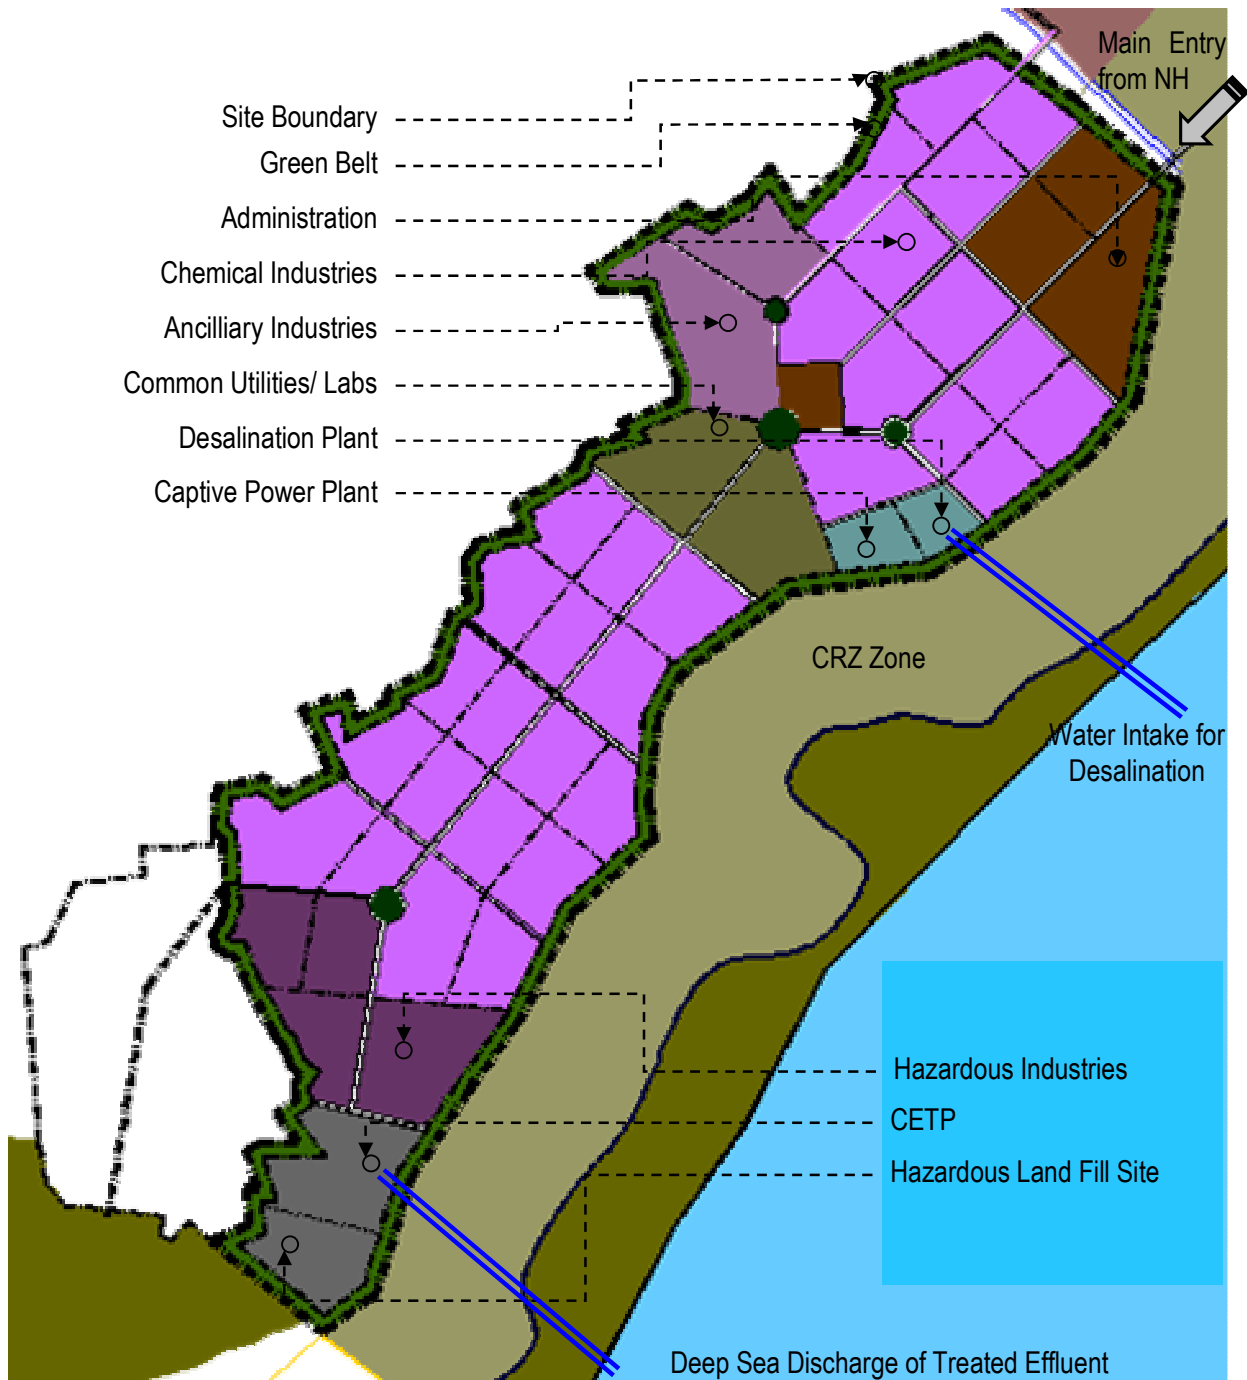 Main Entry
from NH
Site Boundary
Green Belt
Administration
Chemical Industries
Ancilliary Industries
Common Utilities/ Labs
Desalination Plant
Captive Power Plant
CRZ Zone
Water Intake for
Desalination
Hazardous Industries
CETP
Hazardous Land Fill Site
Deep Sea Discharge of Treated Effluent